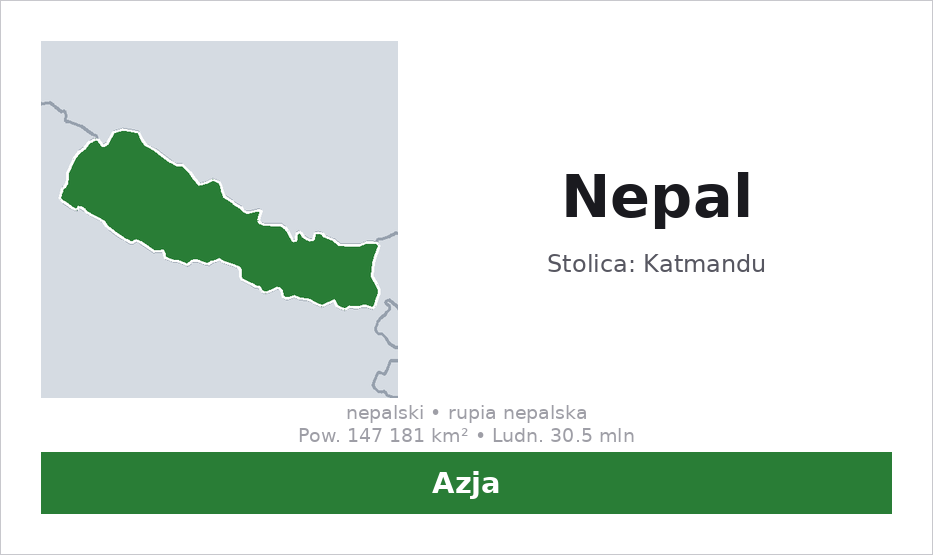 Nepal
Stolica: Katmandu
nepalski • rupia nepalska
Pow. 147 181 km² • Ludn. 30.5 mln
Azja